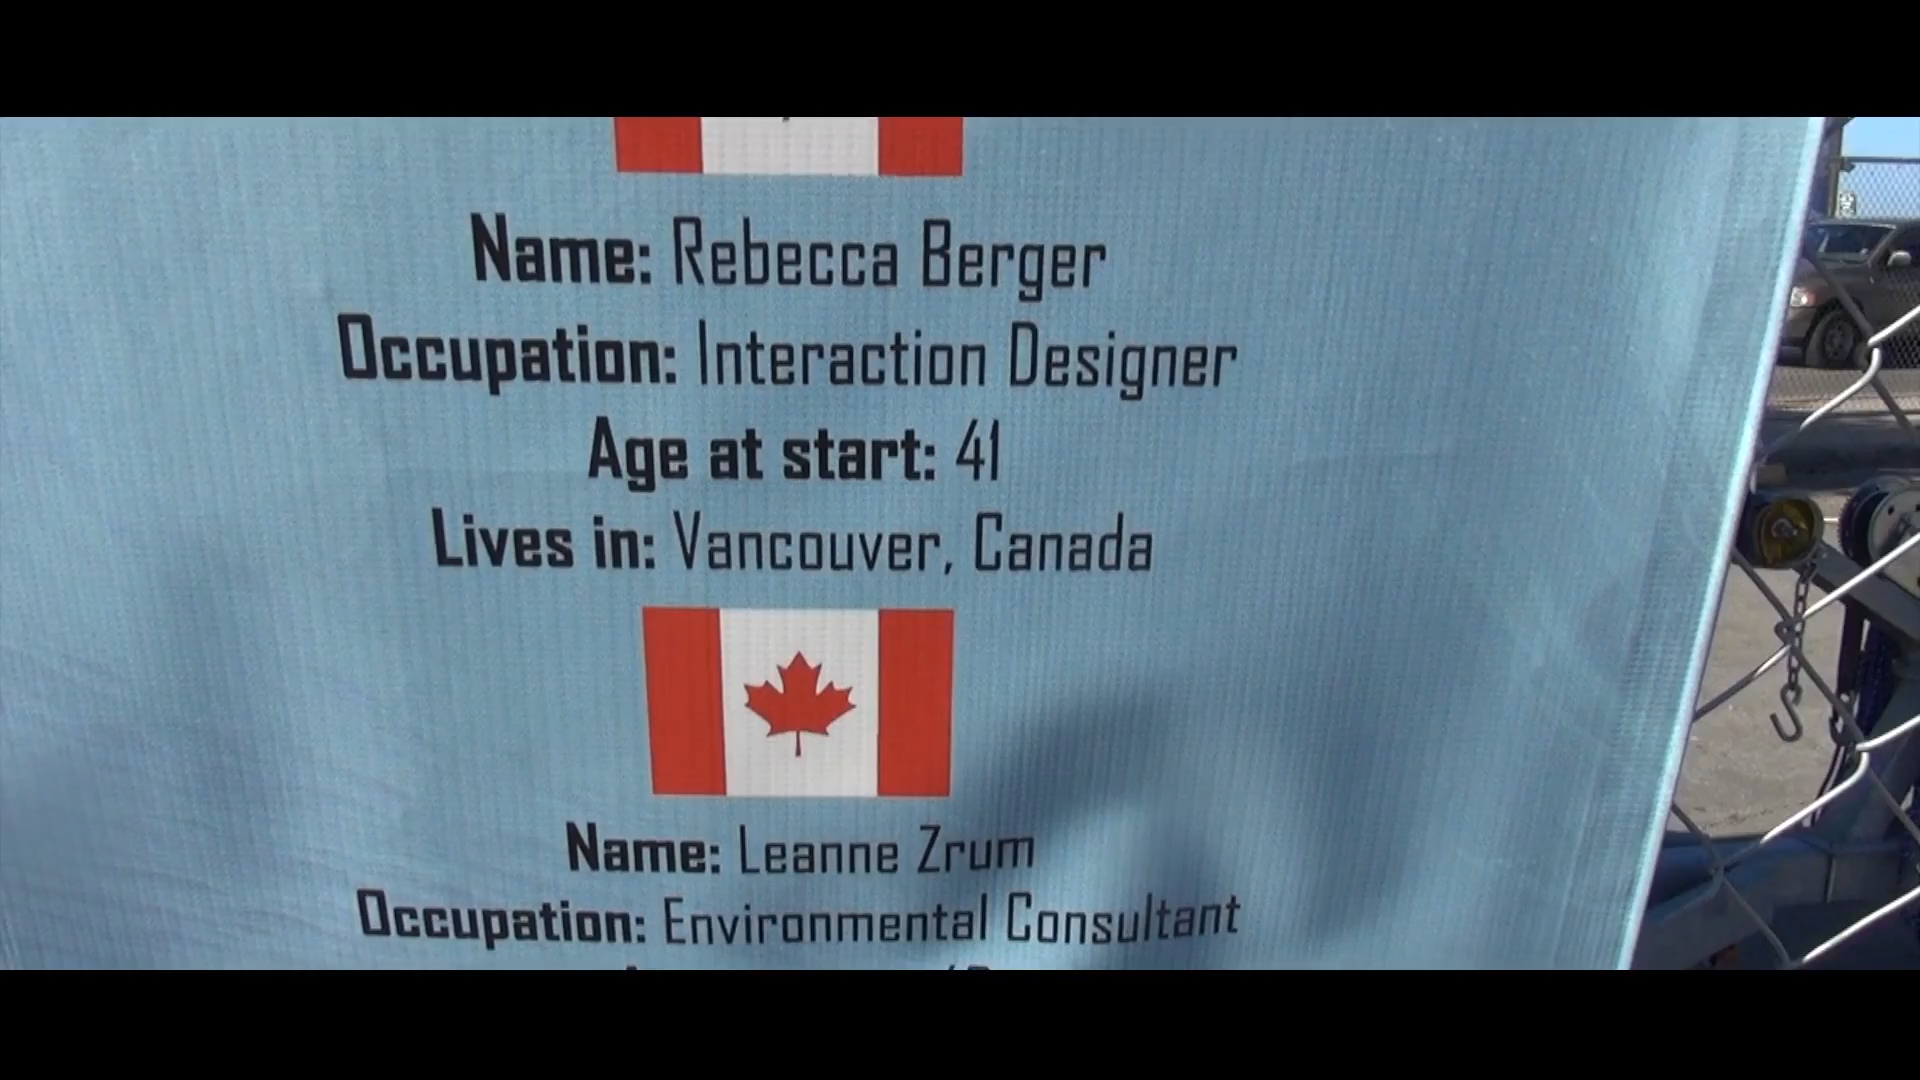 Name: Rebecca Berger
Occupation: Interaction Designer
Age at start: 41
Lives in: Vancouver, Canada
Name: Leanne Zrum
Occupation: Environmental Consultant